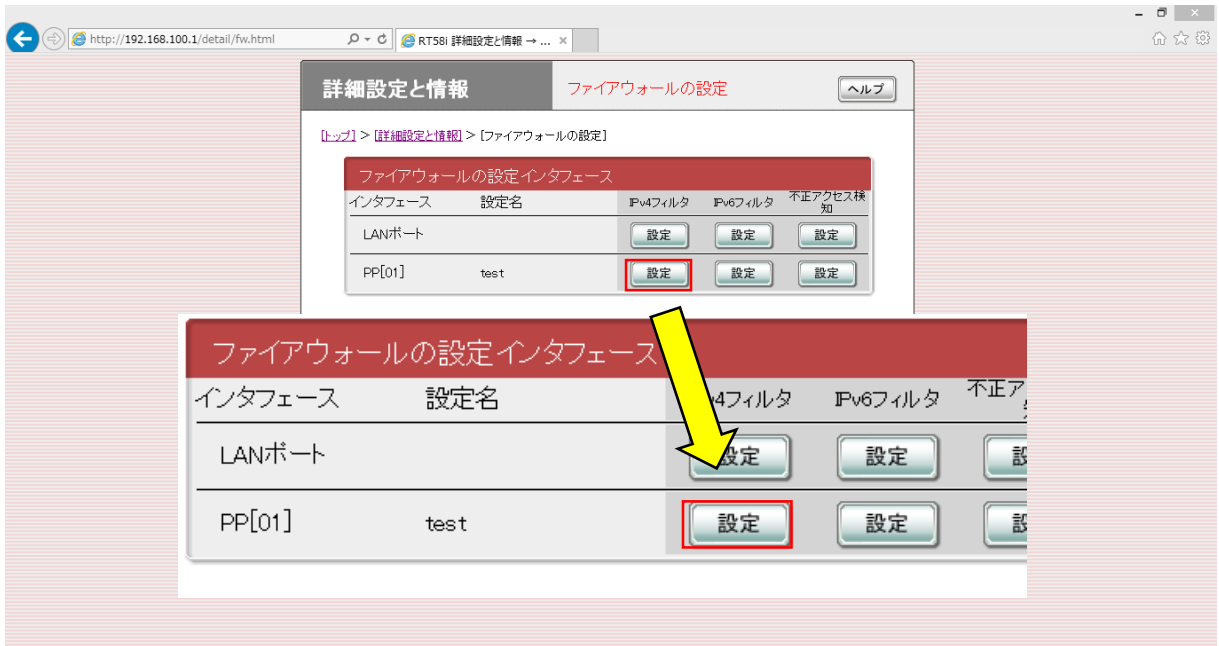 http://192.168.100.1/detail/fw.html
RT58i 詳細設定と情報 → ...
詳細設定と情報
ファイアウォールの設定
ヘルプ
[トップ] > [詳細設定と情報] > [ファイアウォールの設定]
ファイアウォールの設定インタフェース
インタフェース 設定名 IPv4フィルタ IPv6フィルタ 不正アクセス検
知
LANポート 設定 設定 設定
PP[01] test 設定 設定 設定
ファイアウォールの設定インタフェース
インタフェース 設定名 v4フィルタ IPv6フィルタ 不正ア
LANポート 設定 設定 設
PP[01] test 設定 設定 設